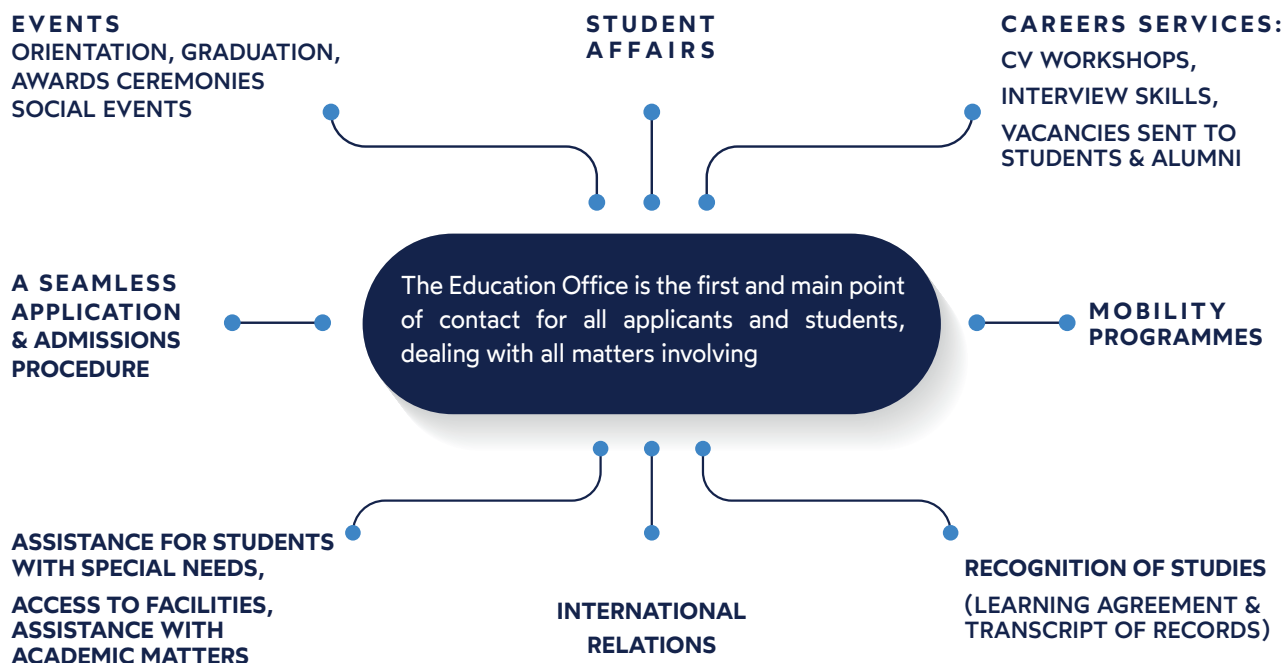 EVENTS
ORIENTATION, GRADUATION,
AWARDS CEREMONIES
SOCIAL EVENTS
STUDENT
AFFAIRS
CAREERS SERVICES:
CV WORKSHOPS,
INTERVIEW SKILLS,
VACANCIES SENT TO
STUDENTS & ALUMNI
A SEAMLESS
APPLICATION
& ADMISSIONS
PROCEDURE
The Education Office is the first and main point
of contact for all applicants and students,
dealing with all matters involving
MOBILITY
PROGRAMMES
ASSISTANCE FOR STUDENTS
WITH SPECIAL NEEDS,
ACCESS TO FACILITIES,
ASSISTANCE WITH
ACADEMIC MATTERS
INTERNATIONAL
RELATIONS
RECOGNITION OF STUDIES
(LEARNING AGREEMENT &
TRANSCRIPT OF RECORDS)